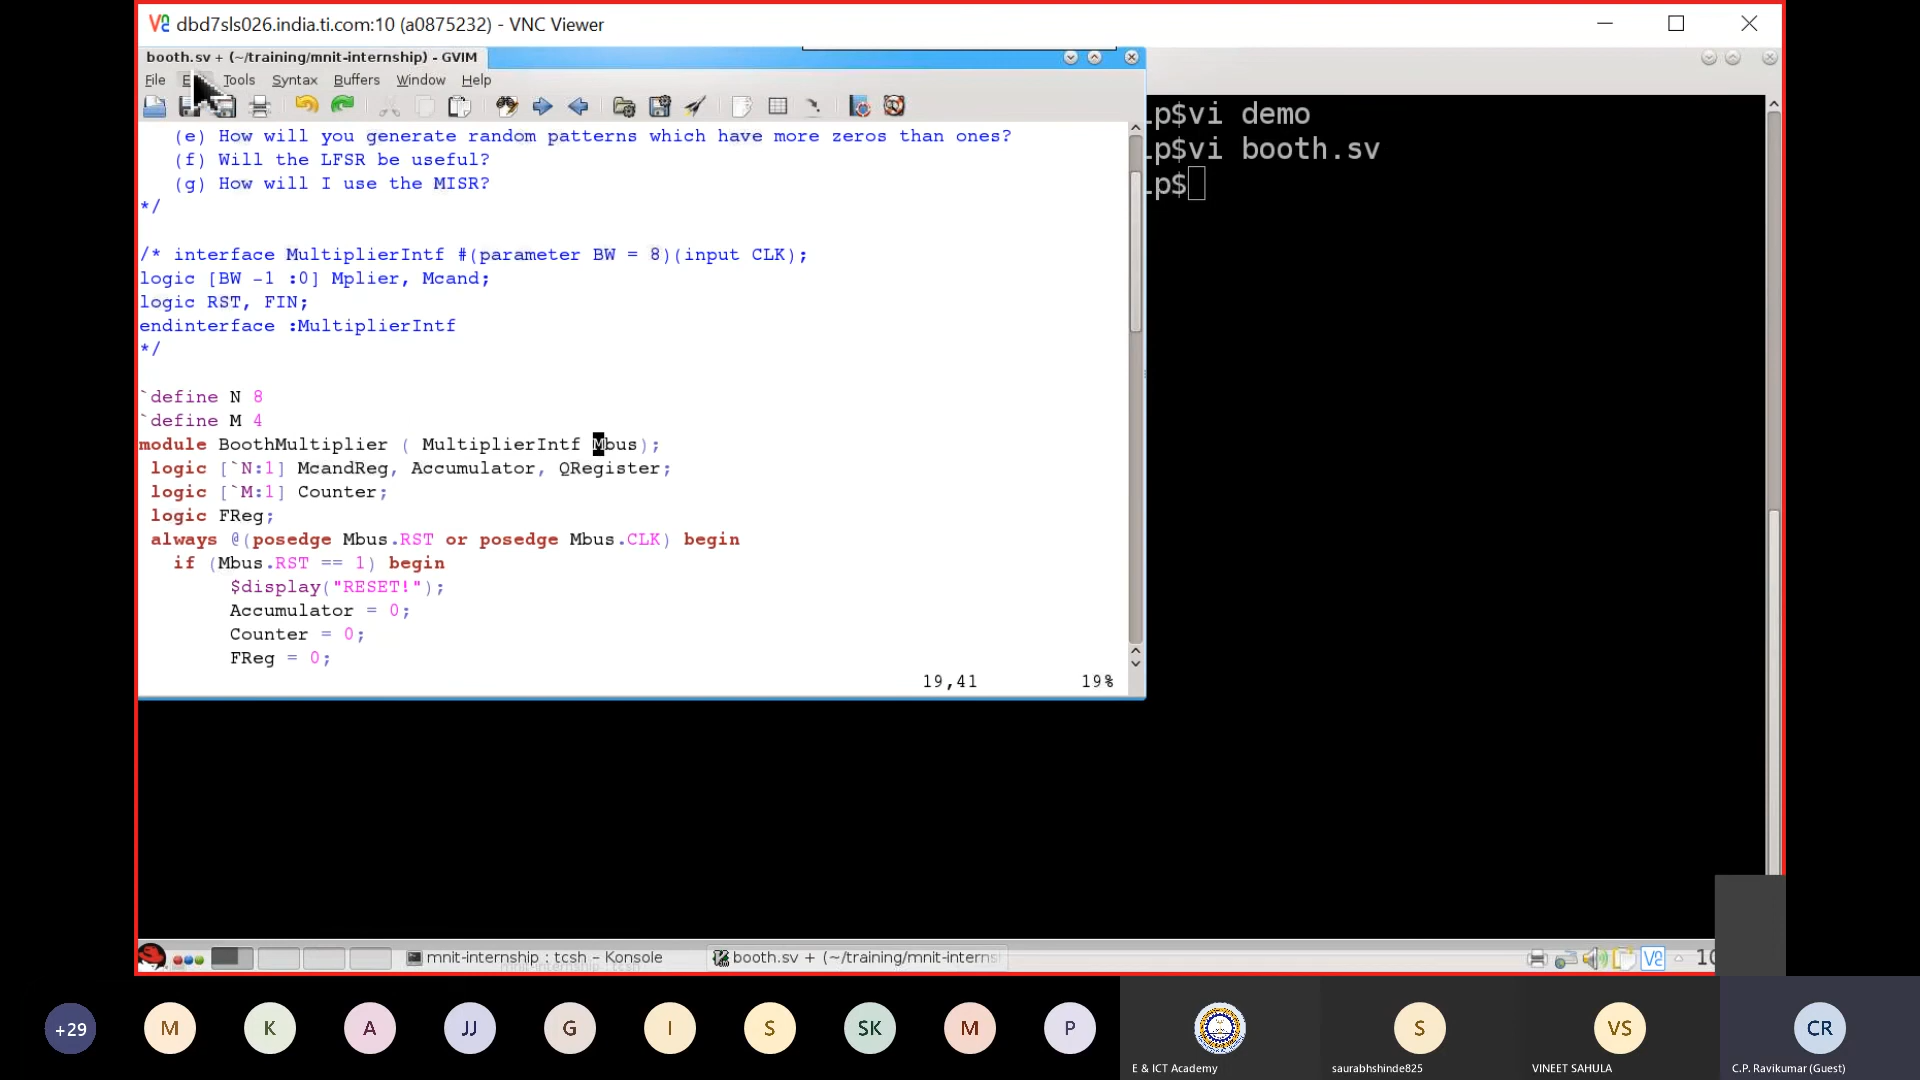 dbd7sls026.india.ti.com:10 (a0875232) - VNC Viewer
booth.sv + (~/training/mnit-internship) - GVIM
File Tools Syntax Buffers Window Help
(e) How will you generate random patterns which have more zeros than ones?
(f) Will the LFSR be useful?
(g) How will I use the MISR?
*/
/* interface MultiplierIntf #(parameter BW = 8)(input CLK);
logic [BW -1 :0] Mplier, Mcand;
logic RST, FIN;
endinterface :MultiplierIntf
*/
`define N 8
`define M 4
module BoothMultiplier ( MultiplierIntf Mbus);
logic [`N:1] McandReg, Accumulator, QRegister;
logic [`M:1] Counter;
logic FReg;
always @(posedge Mbus.RST or posedge Mbus.CLK) begin
if (Mbus.RST == 1) begin
$display("RESET!");
Accumulator = 0;
Counter = 0;
FReg = 0;
19,41 19%
p$vi demo
p$vi booth.sv
p$
mnit-internship : tcsh – Konsole
booth.sv + (~/training/mnit-interns
10
+29
M
K
A
JJ
G
I
S
SK
M
P
S
VS
CR
E & ICT Academy
saurabhshinde825
VINEET SAHULA
C.P. Ravikumar (Guest)